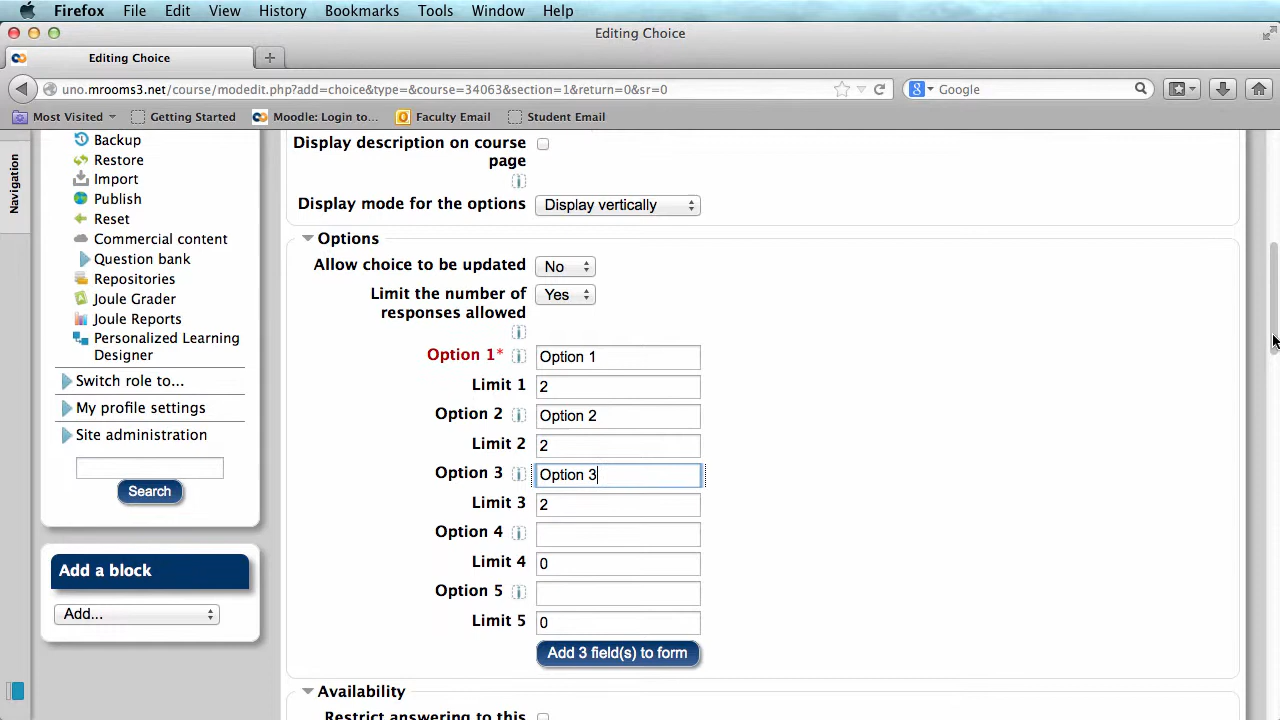 Firefox File Edit View History Bookmarks Tools Window Help
Editing Choice
Editing Choice
uno.mrooms3.net/course/modedit.php?add=choice&type=&course=34063&section=1&return=0&sr=0
Google
Most Visited Getting Started Moodle: Login to... Faculty Email Student Email
Navigation
Backup
Restore
Import
Publish
Reset
Commercial content
Question bank
Repositories
Joule Grader
Joule Reports
Personalized Learning
Designer
Switch role to...
My profile settings
Site administration
Search
Add a block
Add...
Display description on course
page
Display mode for the options Display vertically
Options
Allow choice to be updated No
Limit the number of Yes
responses allowed
Option 1* Option 1
Limit 1 2
Option 2 Option 2
Limit 2 2
Option 3 Option 3
Limit 3 2
Option 4
Limit 4 0
Option 5
Limit 5 0
Add 3 field(s) to form
Availability
Restrict answering to this